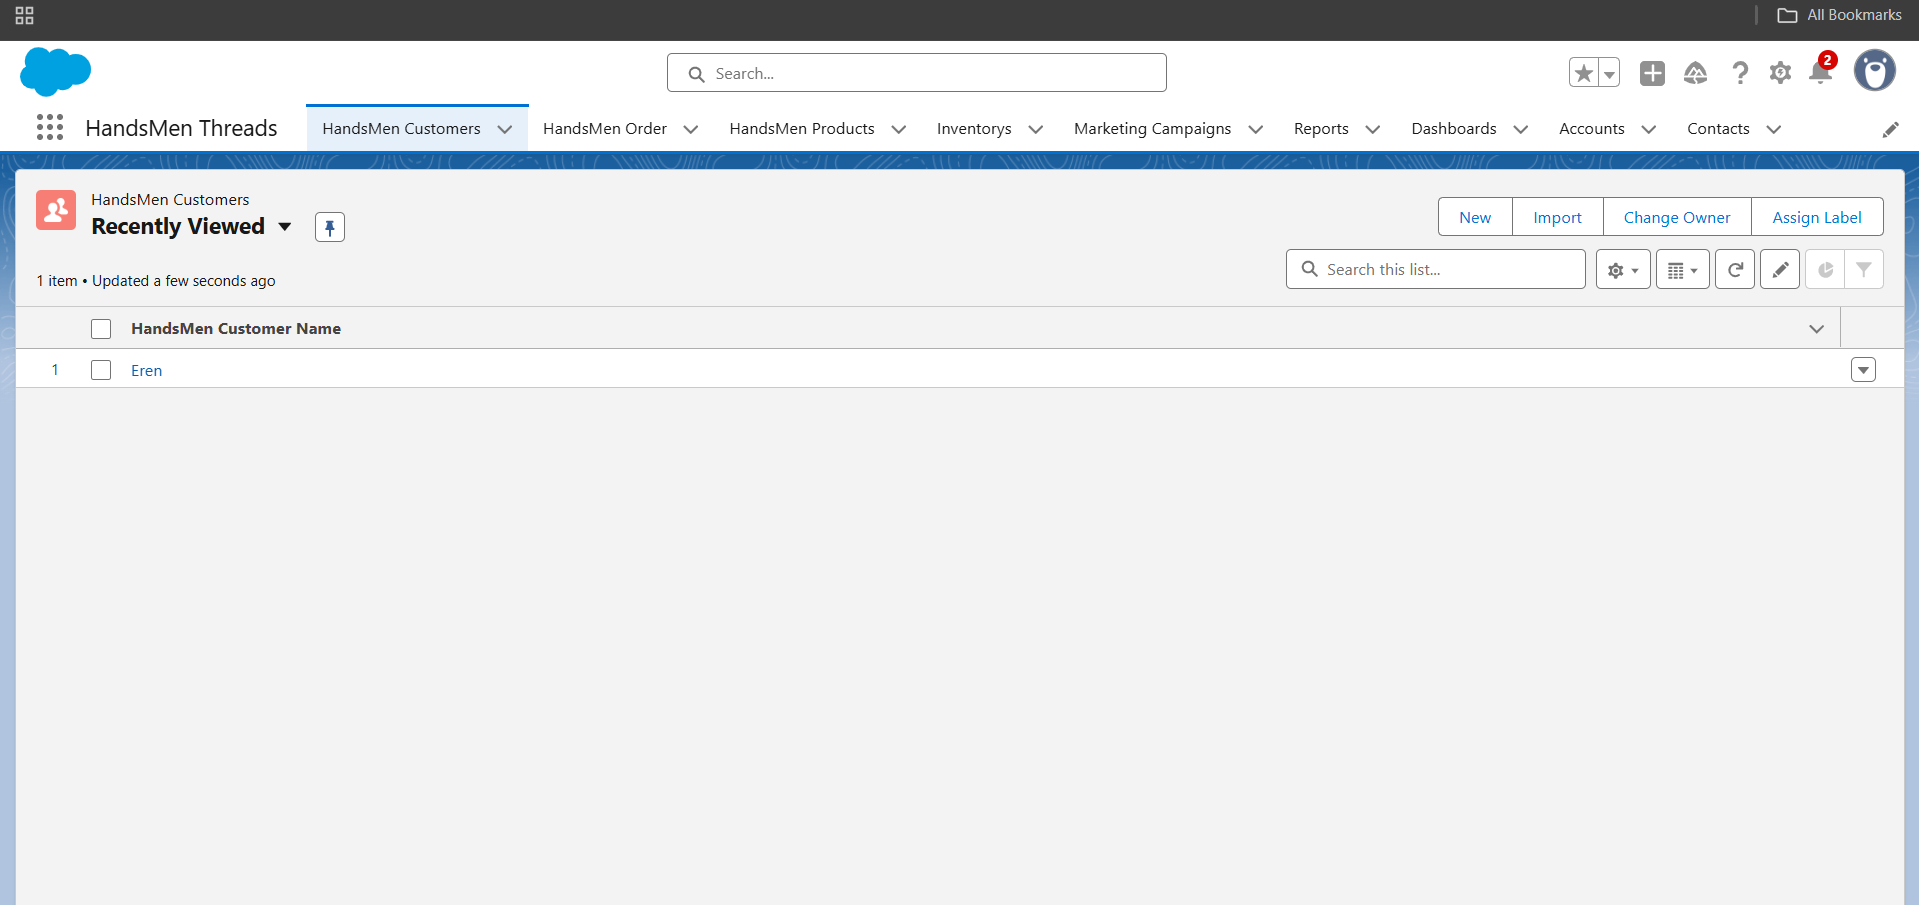 All Bookmarks
Search...
2
HandsMen Threads
HandsMen Customers
HandsMen Order
HandsMen Products
Inventorys
Marketing Campaigns
Reports
Dashboards
Accounts
Contacts
HandsMen Customers
Recently Viewed
New
Import
Change Owner
Assign Label
1 item • Updated a few seconds ago
Search this list...
HandsMen Customer Name
1
Eren